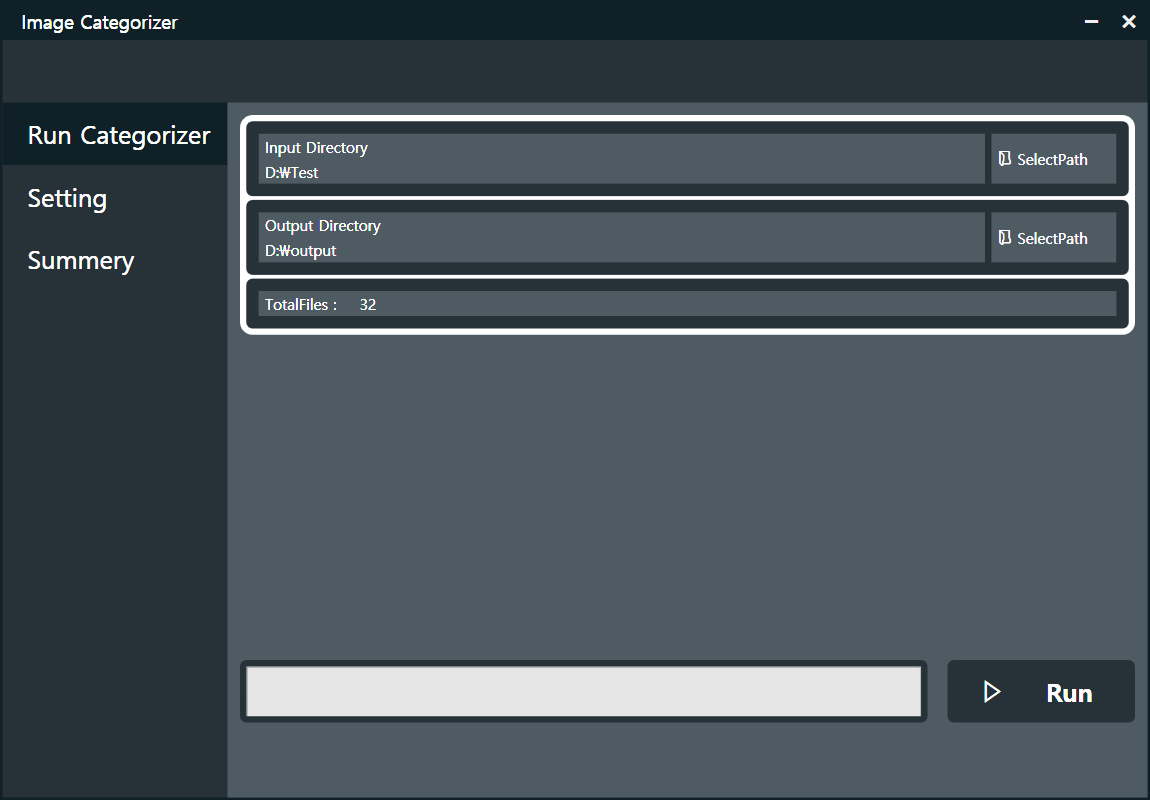 Image Categorizer
Run Categorizer
Setting
Summery
Input Directory
D:₩Test
SelectPath
Output Directory
D:₩output
SelectPath
TotalFiles : 32
Run